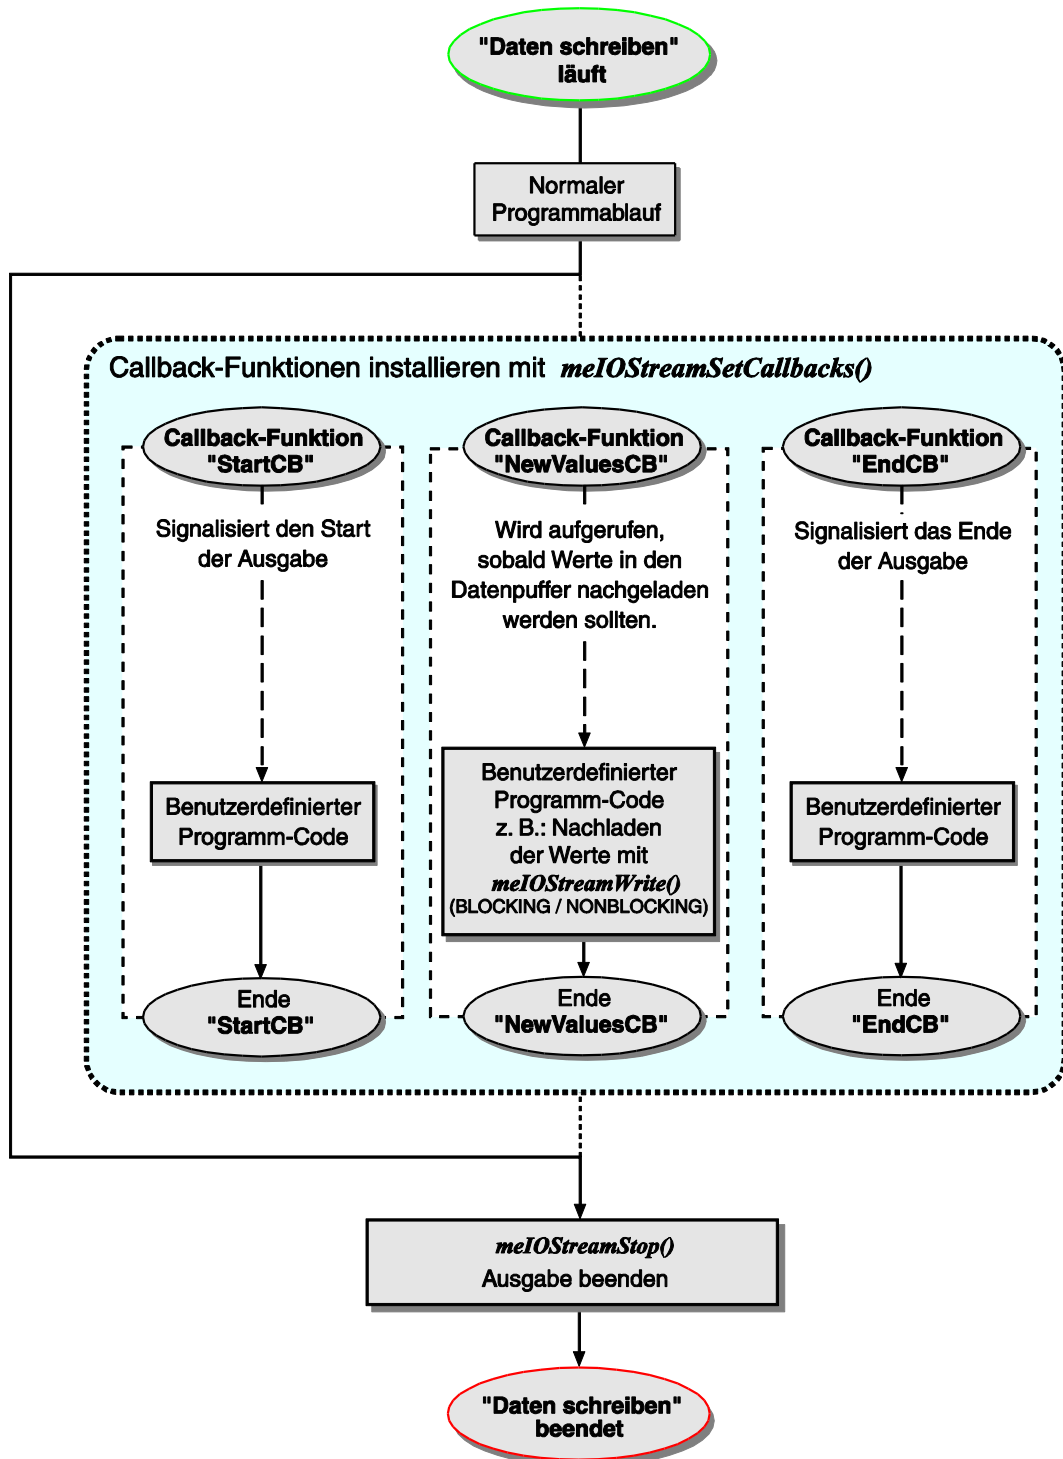 "Daten schreiben"
läuft
Normaler
Programmablauf
Callback-Funktionen installieren mit meIOStreamSetCallbacks()
Callback-Funktion
"StartCB"
Signalisiert den Start
der Ausgabe
Benutzerdefinierter
Programm-Code
Ende
"StartCB"
Callback-Funktion
"NewValuesCB"
Wird aufgerufen,
sobald Werte in den
Datenpuffer nachgeladen
werden sollten.
Benutzerdefinierter
Programm-Code
z. B.: Nachladen
der Werte mit
meIOStreamWrite()
(BLOCKING / NONBLOCKING)
Ende
"NewValuesCB"
Callback-Funktion
"EndCB"
Signalisiert das Ende
der Ausgabe
Benutzerdefinierter
Programm-Code
Ende
"EndCB"
meIOStreamStop()
Ausgabe beenden
"Daten schreiben"
beendet